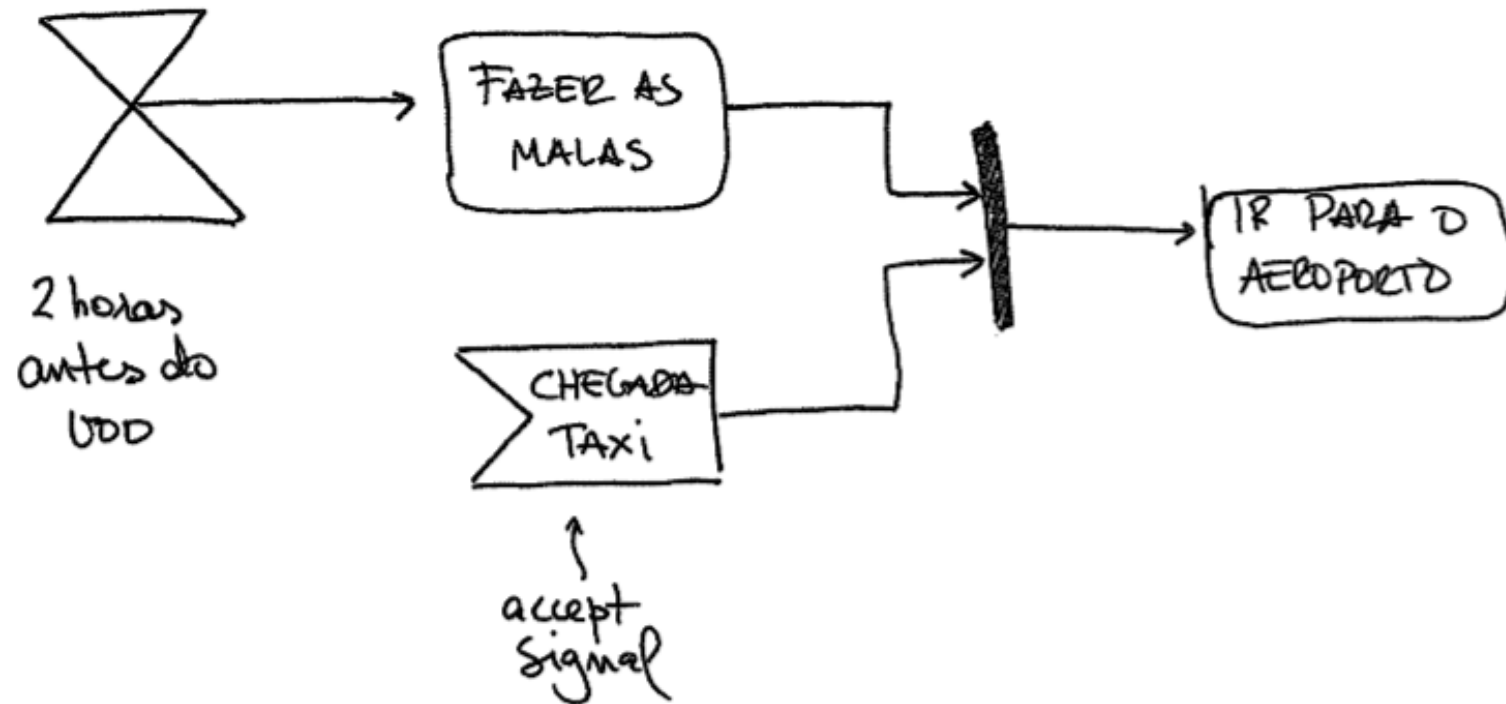 2 horas
antes do
VOO
FAZER AS
MALAS
CHEGADA
TAXi
accept
signal
IR PARA O
AEROPORTO